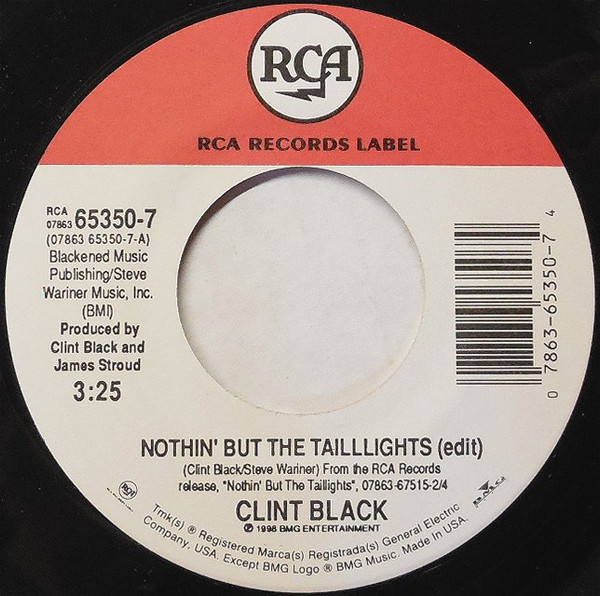 RCA
RCA RECORDS LABEL
RCA
07863 65350-7
(07863 65350-7-A)
Blackened Music
Publishing/Steve
Wariner Music, Inc.
(BMI)
Produced by
Clint Black and
James Stroud
3:25
0 7863-65350-7 4
NOTHIN' BUT THE TAILLLIGHTS (edit)
(Clint Black/Steve Wariner) From the RCA Records
release, "Nothin' But The Taillights", 07863-67515-2/4
CLINT BLACK
℗ 1998 BMG ENTERTAINMENT
BMG
Tmk(s) ® Registered Marca(s) Registrada(s) General Electric
Company, USA. Except BMG Logo ® BMG Music. Made in USA.